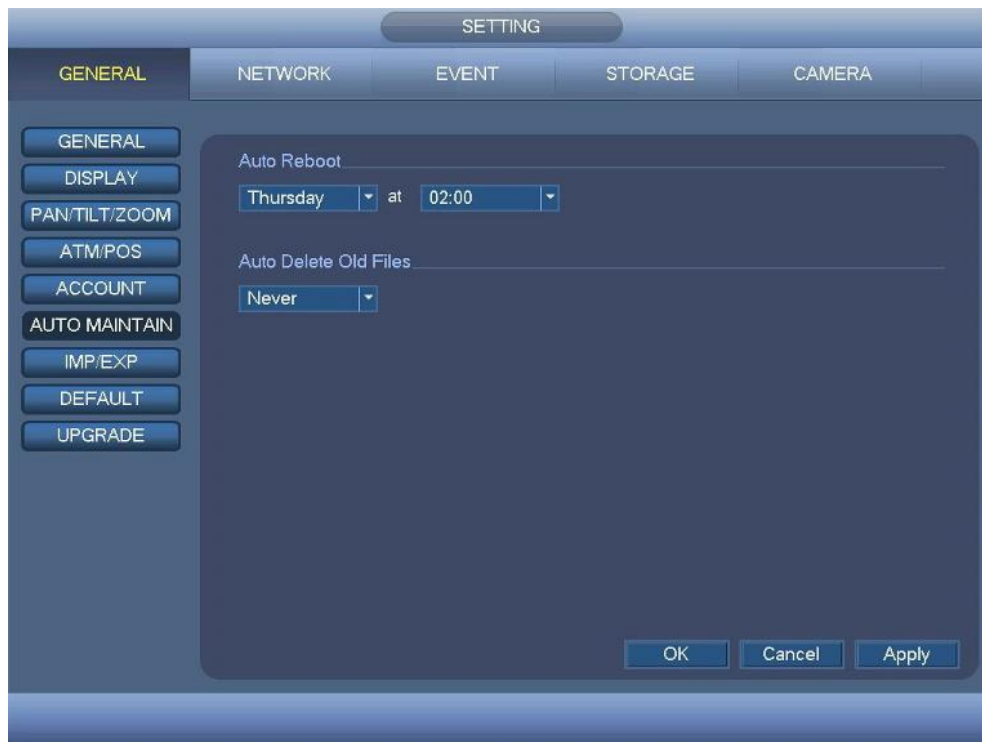 SETTING
GENERAL NETWORK EVENT STORAGE CAMERA
GENERAL
DISPLAY
PAN/TILT/ZOOM
ATM/POS
ACCOUNT
AUTO MAINTAIN
IMP/EXP
DEFAULT
UPGRADE
Auto Reboot
Thursday at 02:00
Auto Delete Old Files
Never
OK Cancel Apply